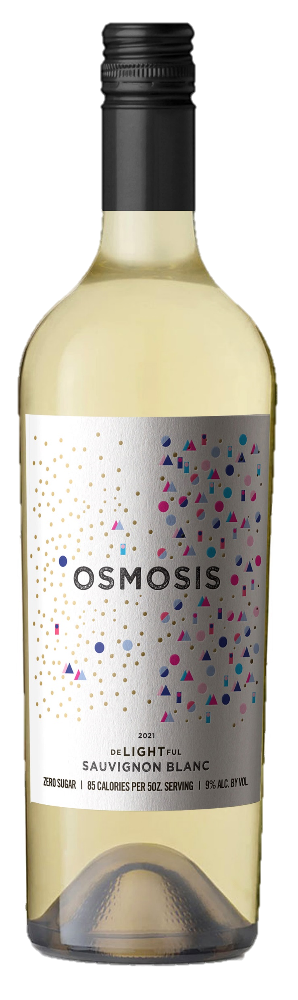 OSMOSIS
2021
DELIGHTFUL
SAUVIGNON BLANC
ZERO SUGAR | 85 CALORIES PER 5OZ. SERVING | 9% ALC. BY VOL.